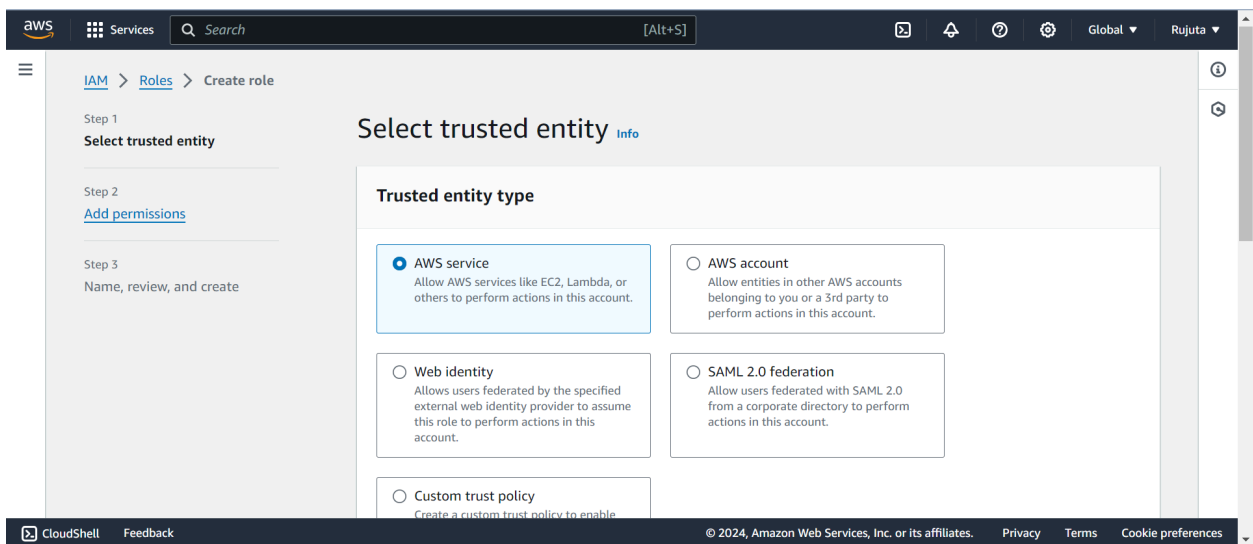 aws
Services
Search
[Alt+S]
Global
Rujuta
IAM > Roles > Create role
Step 1
Select trusted entity
Step 2
Add permissions
Step 3
Name, review, and create
Select trusted entity Info
Trusted entity type
AWS service
Allow AWS services like EC2, Lambda, or
others to perform actions in this account.
AWS account
Allow entities in other AWS accounts
belonging to you or a 3rd party to
perform actions in this account.
Web identity
Allows users federated by the specified
external web identity provider to assume
this role to perform actions in this
account.
SAML 2.0 federation
Allow users federated with SAML 2.0
from a corporate directory to perform
actions in this account.
Custom trust policy
Create a custom trust policy to enable
CloudShell
Feedback
© 2024, Amazon Web Services, Inc. or its affiliates.
Privacy
Terms
Cookie preferences